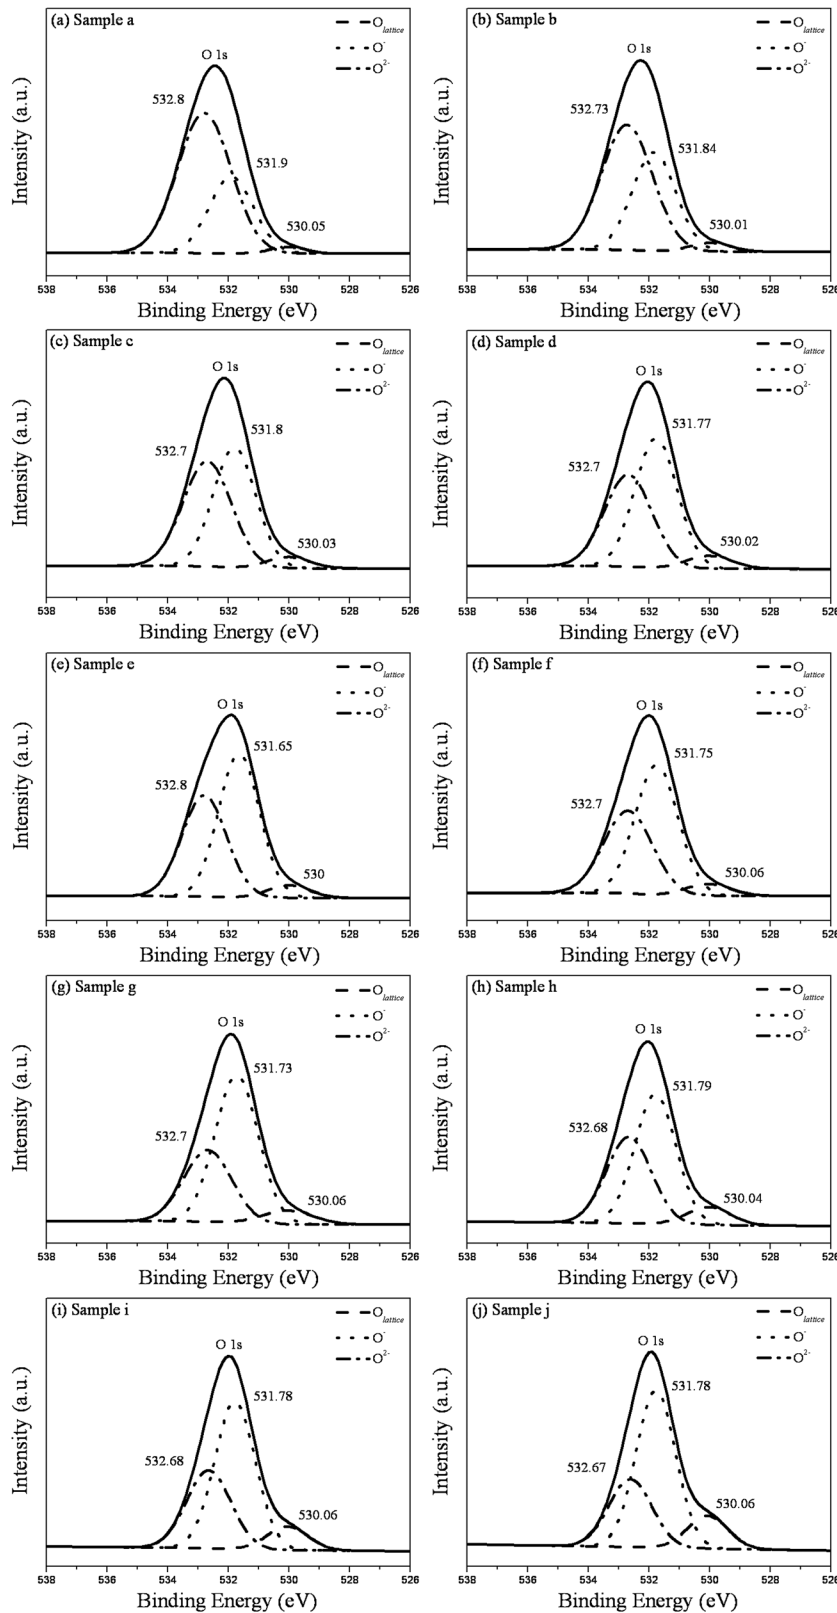 (a) Sample a
O lattice
O-
O2-
O 1s
532.8
531.9
530.05
Intensity (a.u.)
538 536 534 532 530 528 526
Binding Energy (eV)
(b) Sample b
O lattice
O-
O2-
O 1s
532.73
531.84
530.01
Intensity (a.u.)
538 536 534 532 530 528 526
Binding Energy (eV)
(c) Sample c
O lattice
O-
O2-
O 1s
531.8
532.7
530.03
Intensity (a.u.)
538 536 534 532 530 528 526
Binding Energy (eV)
(d) Sample d
O lattice
O-
O2-
O 1s
531.77
532.7
530.02
Intensity (a.u.)
538 536 534 532 530 528 526
Binding Energy (eV)
(e) Sample e
O lattice
O-
O2-
O 1s
531.65
532.8
530
Intensity (a.u.)
538 536 534 532 530 528 526
Binding Energy (eV)
(f) Sample f
O lattice
O-
O2-
O 1s
531.75
532.7
530.06
Intensity (a.u.)
538 536 534 532 530 528 526
Binding Energy (eV)
(g) Sample g
O lattice
O-
O2-
O 1s
531.73
532.7
530.06
Intensity (a.u.)
538 536 534 532 530 528 526
Binding Energy (eV)
(h) Sample h
O lattice
O-
O2-
O 1s
531.79
532.68
530.04
Intensity (a.u.)
538 536 534 532 530 528 526
Binding Energy (eV)
(i) Sample i
O lattice
O-
O2-
O 1s
531.78
532.68
530.06
Intensity (a.u.)
538 536 534 532 530 528 526
Binding Energy (eV)
(j) Sample j
O lattice
O-
O2-
O 1s
531.78
532.67
530.06
Intensity (a.u.)
538 536 534 532 530 528 526
Binding Energy (eV)